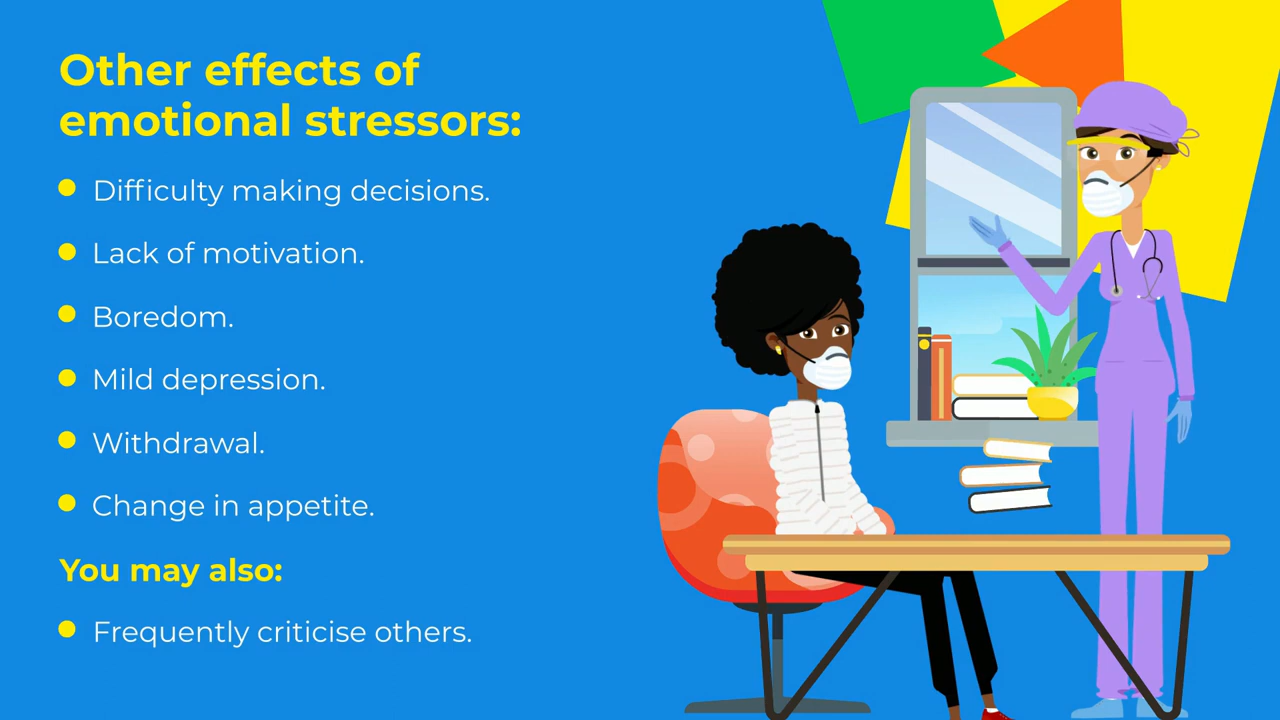 Other effects of
emotional stressors:
Difficulty making decisions.
Lack of motivation.
Boredom.
Mild depression.
Withdrawal.
Change in appetite.
You may also:
Frequently criticise others.